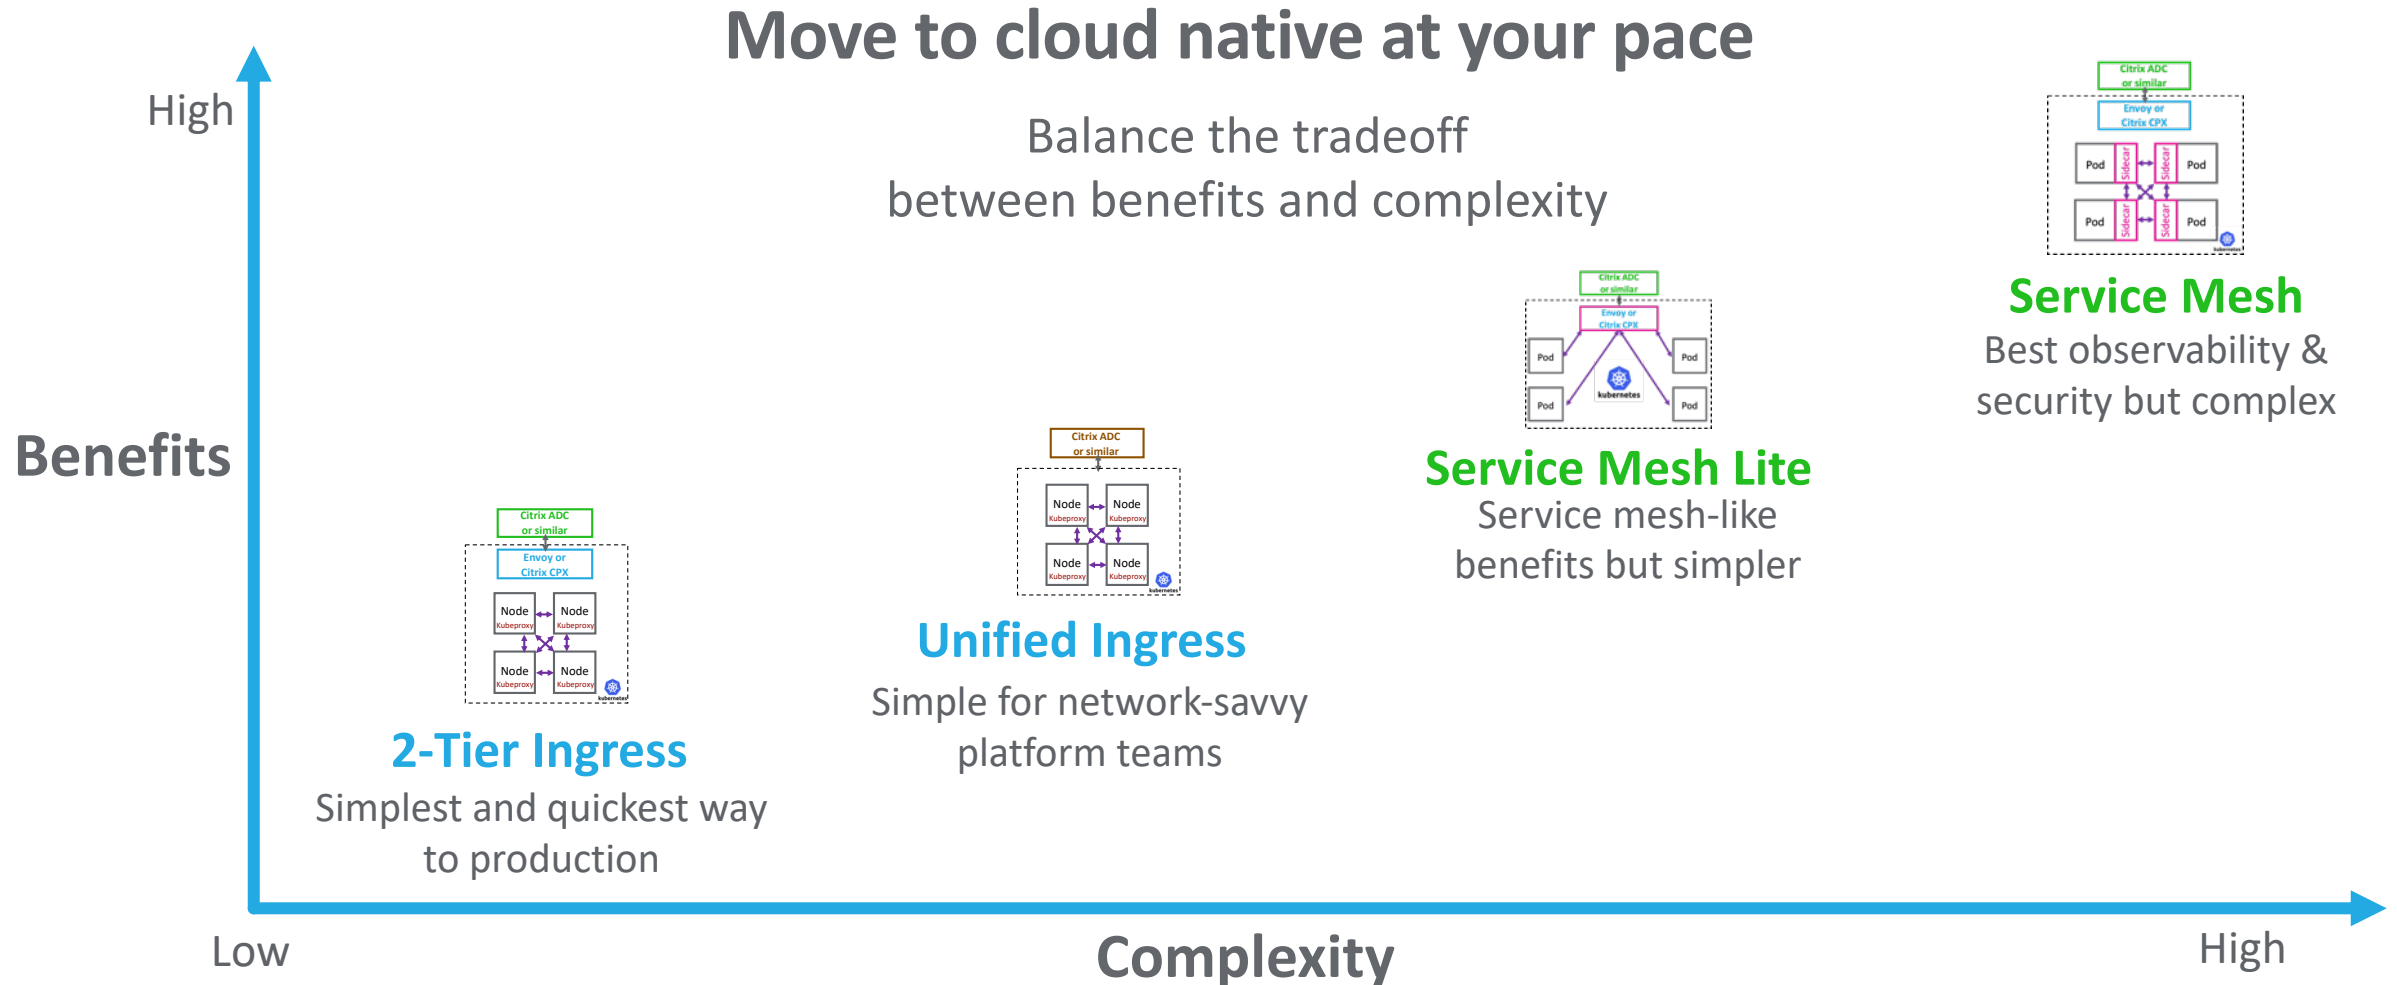 Move to cloud native at your pace
Balance the tradeoff
between benefits and complexity
High
Benefits
Citrix ADC
or similar
Envoy or
Citrix CPX
Node
Kubeproxy
Node
Kubeproxy
Node
Kubeproxy
Node
Kubeproxy
kubernetes
2-Tier Ingress
Simplest and quickest way
to production
Citrix ADC
or similar
Node
Kubeproxy
Node
Kubeproxy
Node
Kubeproxy
Node
Kubeproxy
kubernetes
Unified Ingress
Simple for network-savvy
platform teams
Citrix ADC
or similar
Envoy or
Citrix CPX
Pod
Pod
Pod
Pod
kubernetes
Service Mesh Lite
Service mesh-like
benefits but simpler
Citrix ADC
or similar
Envoy or
Citrix CPX
Pod
Sidecar
Sidecar
Pod
Pod
Sidecar
Sidecar
Pod
kubernetes
Service Mesh
Best observability &
security but complex
Low
Complexity
High